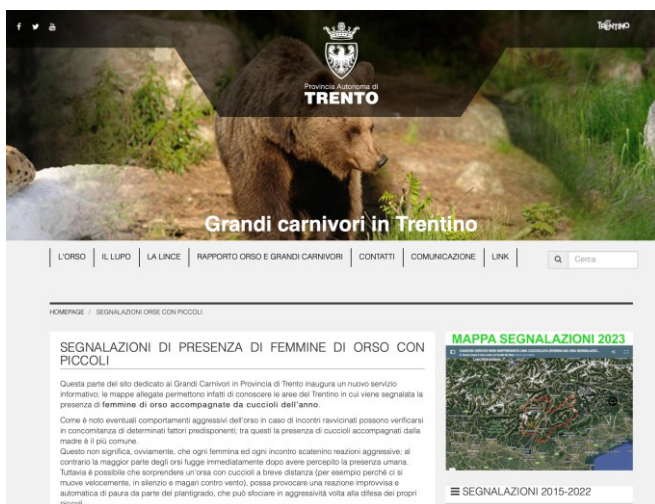 TRENTINO
Provincia Autonoma di
TRENTO
Grandi carnivori in Trentino
L'ORSO
IL LUPO
LA LINCE
RAPPORTO ORSO E GRANDI CARNIVORI
CONTATTI
COMUNICAZIONE
LINK
Cerca
HOMEPAGE / SEGNALAZIONI ORSE CON PICCOLI
SEGNALAZIONI DI PRESENZA DI FEMMINE DI ORSO CON
PICCOLI
Questa parte del sito dedicato ai Grandi Carnivori in Provincia di Trento inaugura un nuovo servizio
informativo; le mappe allegate permettono infatti di conoscere le aree del Trentino in cui viene segnalata la
presenza di femmine di orso accompagnate da cuccioli dell'anno.
Come è noto eventuali comportamenti aggressivi dell'orso in caso di incontri ravvicinati possono verificarsi
in concomitanza di determinati fattori predisponenti; tra questi la presenza di cuccioli accompagnati dalla
madre è il più comune.
Questo non significa, ovviamente, che ogni femmina ed ogni incontro scatenino reazioni aggressive; al
contrario la maggior parte degli orsi fugge immediatamente dopo avere percepito la presenza umana.
Tuttavia è possibile che sorprendere un'orsa con cuccioli a breve distanza (per esempio perché ci si
muove velocemente, in silenzio e magari contro vento), possa provocare una reazione improvvisa e
automatica di paura da parte del plantigrado, che può sfociare in aggressività volta alla difesa dei propri
piccoli.
MAPPA SEGNALAZIONI 2023
SEGNALAZIONI 2015-2022